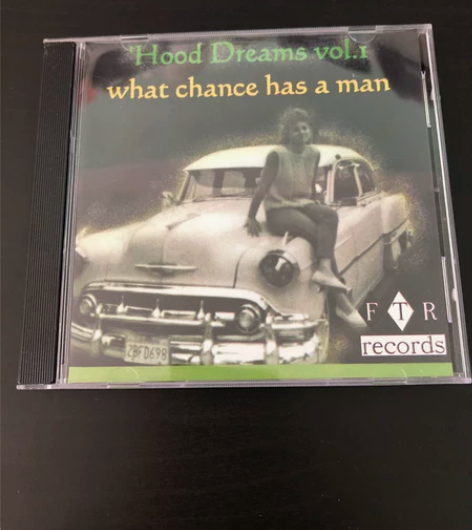 'Hood Dreams vol.1
what chance has a man
F T R
records